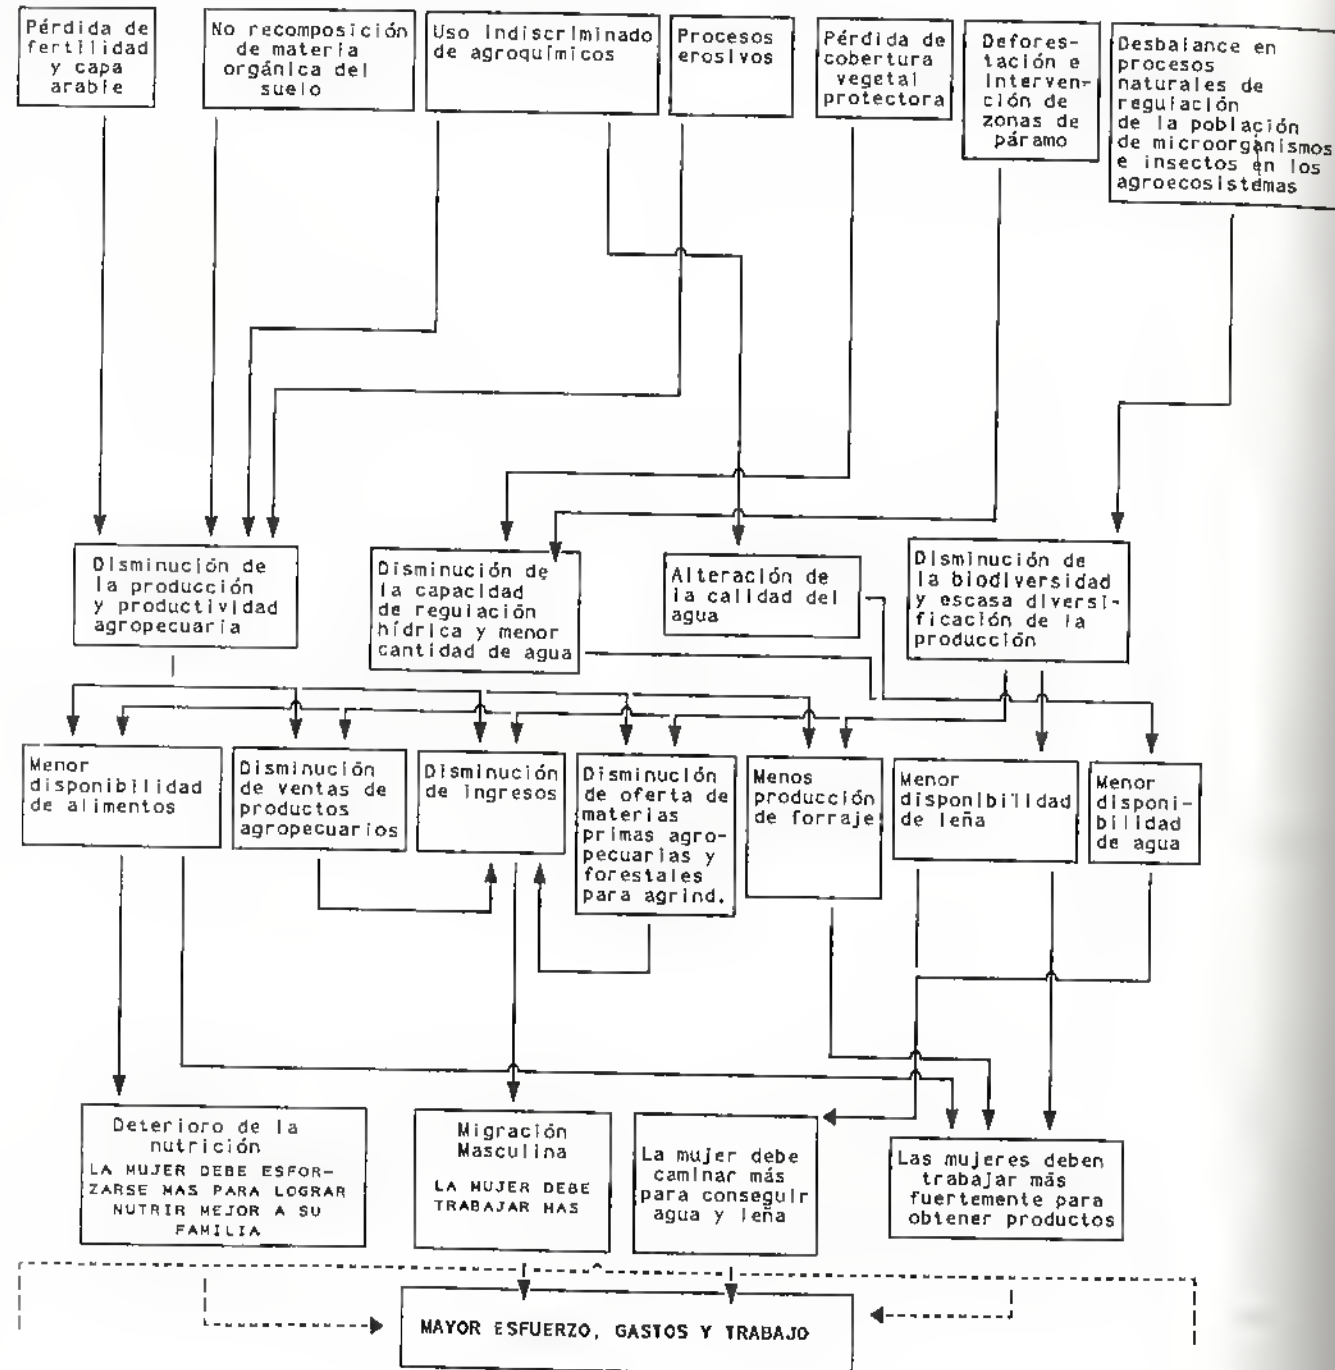 Pérdida de
fertilidad
y capa
arable
No recomposición
de materia
orgánica del
suelo
Uso indiscriminado
de agroquímicos
Procesos
erosivos
Pérdida de
cobertura
vegetal
protectora
Defores-
tación e
interven-
ción de
zonas de
páramo
Desbalance en
procesos
naturales de
regulación
de la población
de microorganismos
e insectos en los
agroecosistemas
Disminución de
la producción
y productividad
agropecuaria
Disminución de
la capacidad
de regulación
hídrica y menor
cantidad de agua
Alteración de
la calidad del
agua
Disminución de
la biodiversidad
y escasa diversi-
ficación de la
producción
Menor
disponibilidad
de alimentos
Disminución
de ventas de
productos
agropecuarios
Disminución
de ingresos
Disminución
de oferta de
materias
primas agro-
pecuarias y
forestales
para agrind.
Menos
producción
de forraje
Menor
disponibilidad
de leña
Menor
disponi-
bilidad
de agua
Deterioro de la
nutrición
LA MUJER DEBE ESFOR-
ZARSE MAS PARA LOGRAR
NUTRIR MEJOR A SU
FAMILIA
Migración
Masculina
LA MUJER DEBE
TRABAJAR MAS
La mujer debe
caminar más
para conseguir
agua y leña
Las mujeres deben
trabajar más
fuertemente para
obtener productos
MAYOR ESFUERZO, GASTOS Y TRABAJO